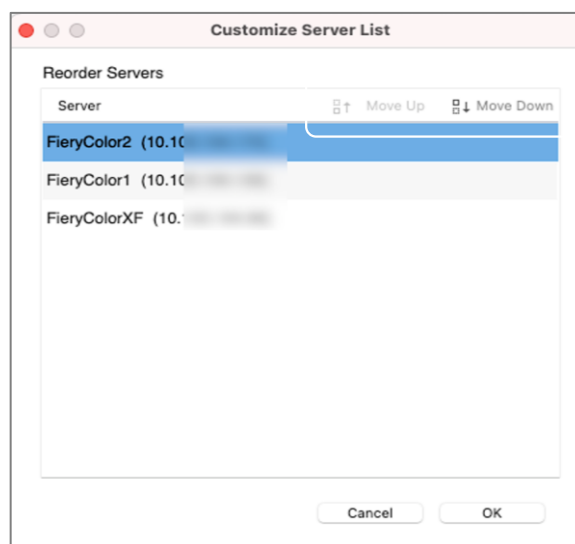 Customize Server List
Reorder Servers
Server Move Up Move Down
FieryColor2 (10.10
FieryColor1 (10.10
FieryColorXF (10.
Cancel OK